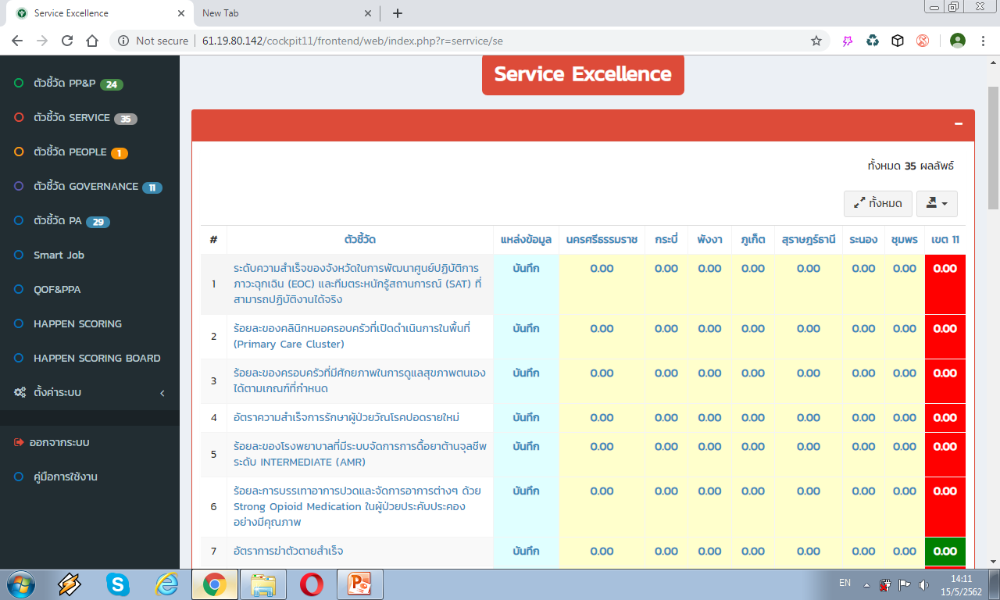 Service Excellence
New Tab
Not secure
61.19.80.142/cockpit11/frontend/web/index.php?r=serrvice/se
ตัวชี้วัด PP&P 24
ตัวชี้วัด SERVICE 35
ตัวชี้วัด PEOPLE 1
ตัวชี้วัด GOVERNANCE 11
ตัวชี้วัด PA 29
Smart Job
QOF&PPA
HAPPEN SCORING
HAPPEN SCORING BOARD
ตั้งค่าระบบ
ออกจากระบบ
คู่มือการใช้งาน
Service Excellence
ทั้งหมด 35 ผลลัพธ์
ทั้งหมด
# ตัวชี้วัด แหล่งข้อมูล นครศรีธรรมราช กระบี่ พังงา ภูเก็ต สุราษฎร์ธานี ระนอง ชุมพร เขต 11
1 ระดับความสำเร็จของจังหวัดในการพัฒนาศูนย์ปฏิบัติการ บันทึก 0.00 0.00 0.00 0.00 0.00 0.00 0.00 0.00
ภาวะฉุกเฉิน (EOC) และทีมตระหนักรู้สถานการณ์ (SAT) ที่
สามารถปฏิบัติงานได้จริง
2 ร้อยละของคลินิกหมอครอบครัวที่เปิดดำเนินการในพื้นที่ บันทึก 0.00 0.00 0.00 0.00 0.00 0.00 0.00 0.00
(Primary Care Cluster)
3 ร้อยละของครอบครัวที่มีศักยภาพในการดูแลสุขภาพตนเอง บันทึก 0.00 0.00 0.00 0.00 0.00 0.00 0.00 0.00
ได้ตามเกณฑ์ที่กำหนด
4 อัตราความสำเร็จการรักษาผู้ป่วยวัณโรคปอดรายใหม่ บันทึก 0.00 0.00 0.00 0.00 0.00 0.00 0.00 0.00
5 ร้อยละของโรงพยาบาลที่มีระบบจัดการการดื้อยาต้านจุลชีพ บันทึก 0.00 0.00 0.00 0.00 0.00 0.00 0.00 0.00
ระดับ INTERMEDIATE (AMR)
6 ร้อยละการบรรเทาอาการปวดและจัดการอาการต่างๆ ด้วย บันทึก 0.00 0.00 0.00 0.00 0.00 0.00 0.00 0.00
Strong Opioid Medication ในผู้ป่วยประคับประคอง
อย่างมีคุณภาพ
7 อัตราการฆ่าตัวตายสำเร็จ บันทึก 0.00 0.00 0.00 0.00 0.00 0.00 0.00 0.00
EN
14:11
15/5/2562